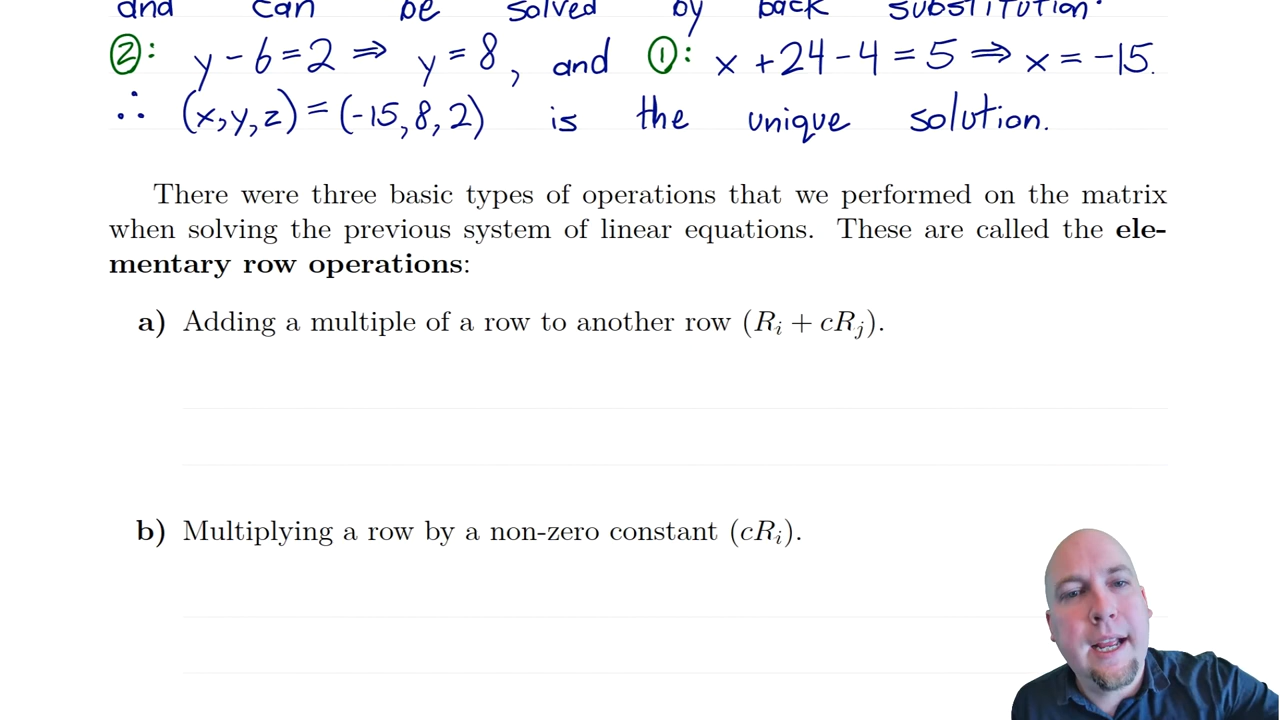 and can be solved by back substitution.
②: y - 6 = 2 ⇒ y = 8, and ①: x + 24 - 4 = 5 ⇒ x = -15.
∴ (x,y,z) = (-15, 8, 2) is the unique solution.
There were three basic types of operations that we performed on the matrix
when solving the previous system of linear equations. These are called the ele-
mentary row operations:
a) Adding a multiple of a row to another row (Rᵢ + cRⱼ).
b) Multiplying a row by a non-zero constant (cRᵢ).